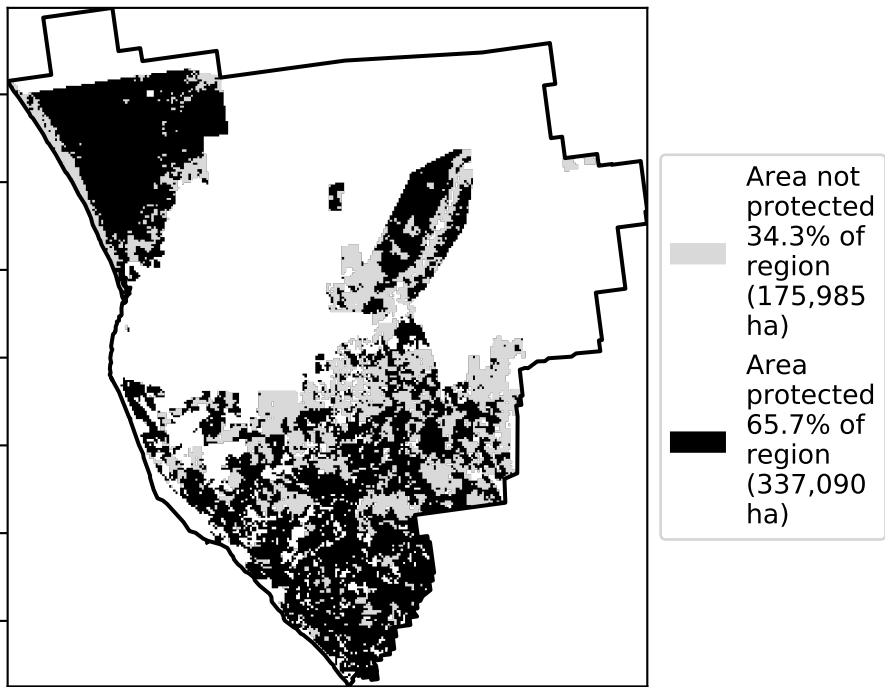 Area not
protected
34.3% of
region
(175,985
ha)
Area
protected
65.7% of
region
(337,090
ha)